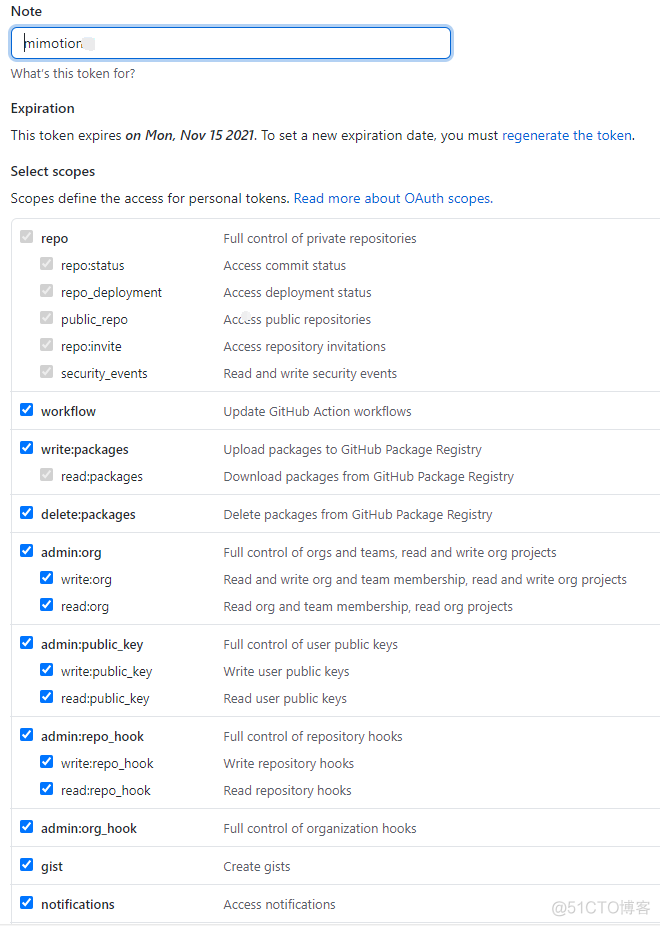 Note
mimotion
What's this token for?
Expiration
This token expires on Mon, Nov 15 2021. To set a new expiration date, you must regenerate the token.
Select scopes
Scopes define the access for personal tokens. Read more about OAuth scopes.
repo Full control of private repositories
repo:status Access commit status
repo_deployment Access deployment status
public_repo Access public repositories
repo:invite Access repository invitations
security_events Read and write security events
workflow Update GitHub Action workflows
write:packages Upload packages to GitHub Package Registry
read:packages Download packages from GitHub Package Registry
delete:packages Delete packages from GitHub Package Registry
admin:org Full control of orgs and teams, read and write org projects
write:org Read and write org and team membership, read and write org projects
read:org Read org and team membership, read org projects
admin:public_key Full control of user public keys
write:public_key Write user public keys
read:public_key Read user public keys
admin:repo_hook Full control of repository hooks
write:repo_hook Write repository hooks
read:repo_hook Read repository hooks
admin:org_hook Full control of organization hooks
gist Create gists
notifications Access notifications
@51CTO博客